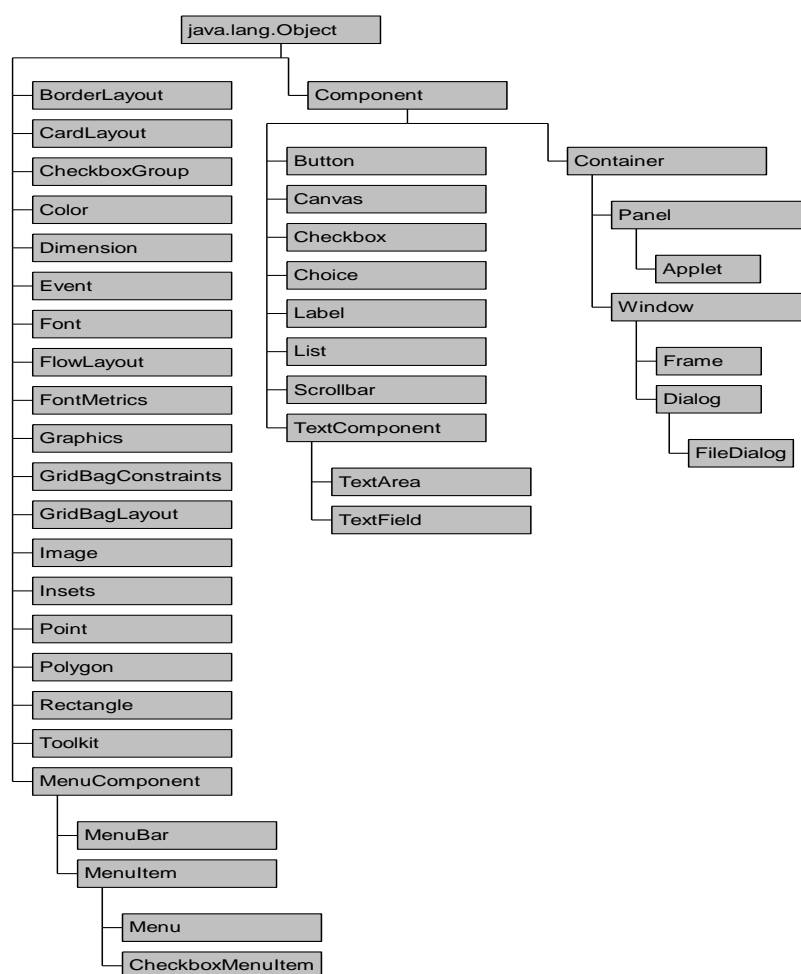 java.lang.Object
BorderLayout
CardLayout
CheckboxGroup
Color
Dimension
Event
Font
FlowLayout
FontMetrics
Graphics
GridBagConstraints
GridBagLayout
Image
Insets
Point
Polygon
Rectangle
Toolkit
MenuComponent
MenuBar
MenuItem
Menu
CheckboxMenuItem
Component
Button
Canvas
Checkbox
Choice
Label
List
Scrollbar
TextComponent
TextArea
TextField
Container
Panel
Applet
Window
Frame
Dialog
FileDialog